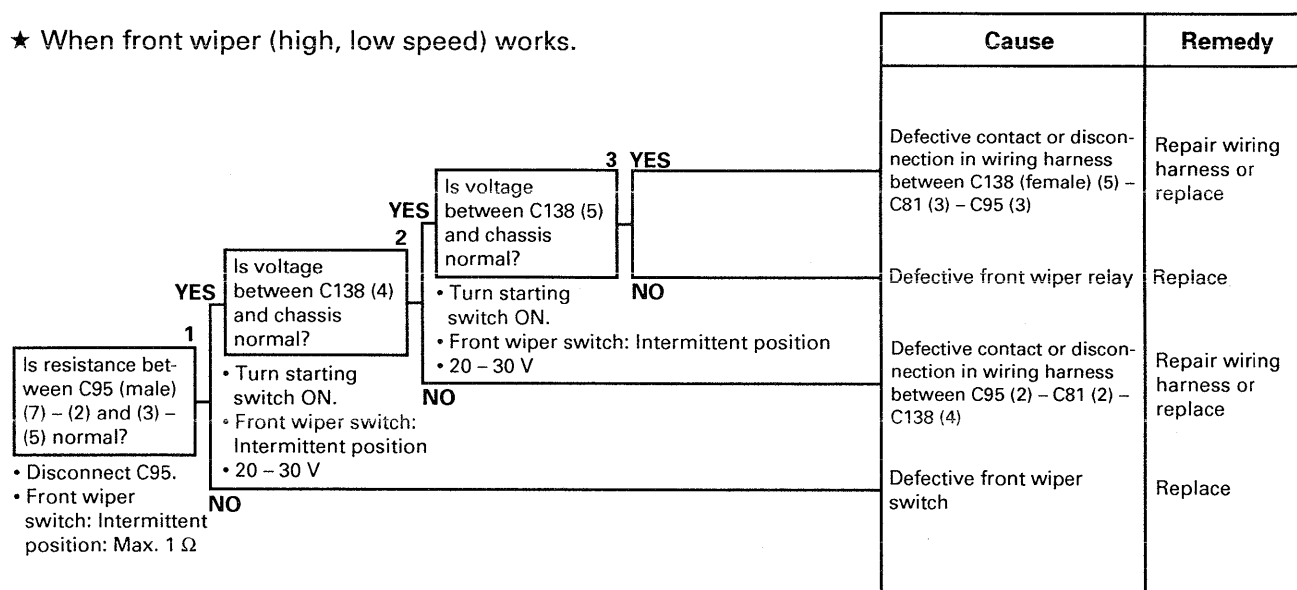 ★ When front wiper (high, low speed) works.
Cause
Remedy
1
Is resistance bet-
ween C95 (male)
(7) – (2) and (3) –
(5) normal?
• Disconnect C95.
• Front wiper
switch: Intermittent
position: Max. 1 Ω
YES
NO
2
Is voltage
between C138 (4)
and chassis
normal?
• Turn starting
switch ON.
• Front wiper switch:
Intermittent position
• 20 – 30 V
YES
NO
3
Is voltage
between C138 (5)
and chassis
normal?
• Turn starting
switch ON.
• Front wiper switch: Intermittent position
• 20 – 30 V
YES
NO
Defective contact or discon-
nection in wiring harness
between C138 (female) (5) –
C81 (3) – C95 (3)
Repair wiring
harness or
replace
Defective front wiper relay
Replace
Defective contact or discon-
nection in wiring harness
between C95 (2) – C81 (2) –
C138 (4)
Repair wiring
harness or
replace
Defective front wiper
switch
Replace